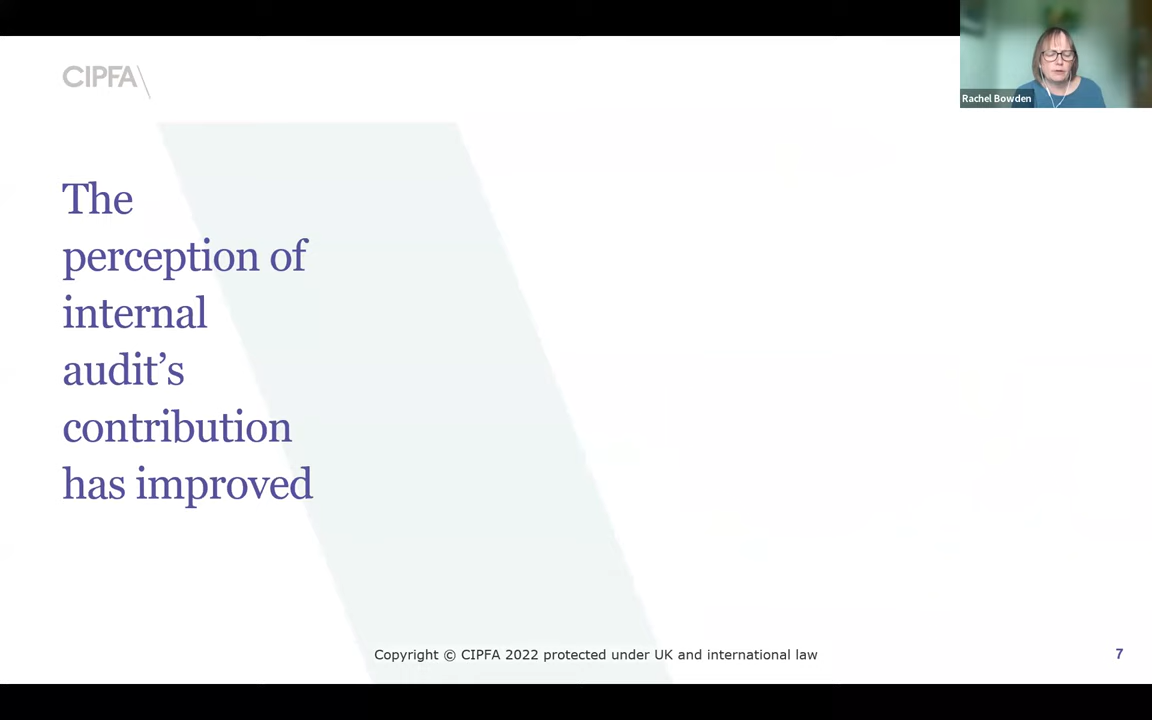 CIPFA
Rachel Bowden
The
perception of
internal
audit’s
contribution
has improved
Copyright © CIPFA 2022 protected under UK and international law
7